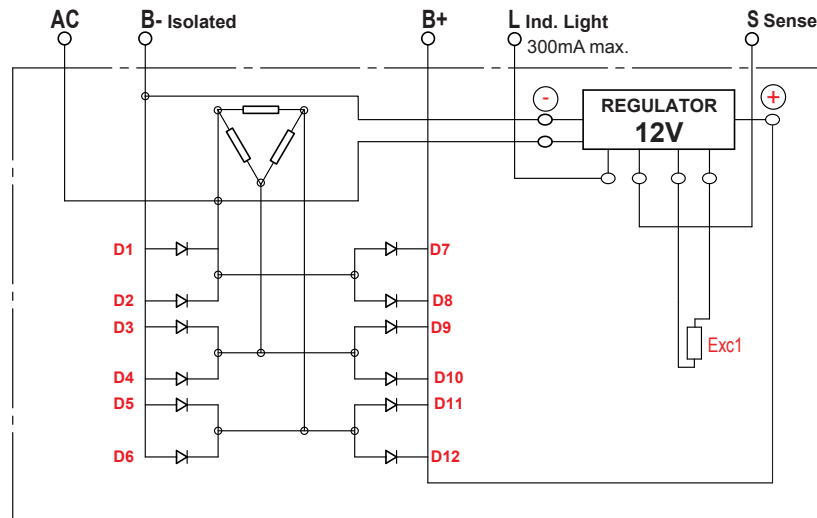 AC
B- Isolated
B+
L Ind. Light
300mA max.
S Sense
-
REGULATOR
12V
+
D1
D7
D2
D8
D3
D9
Exc1
D4
D10
D5
D11
D6
D12